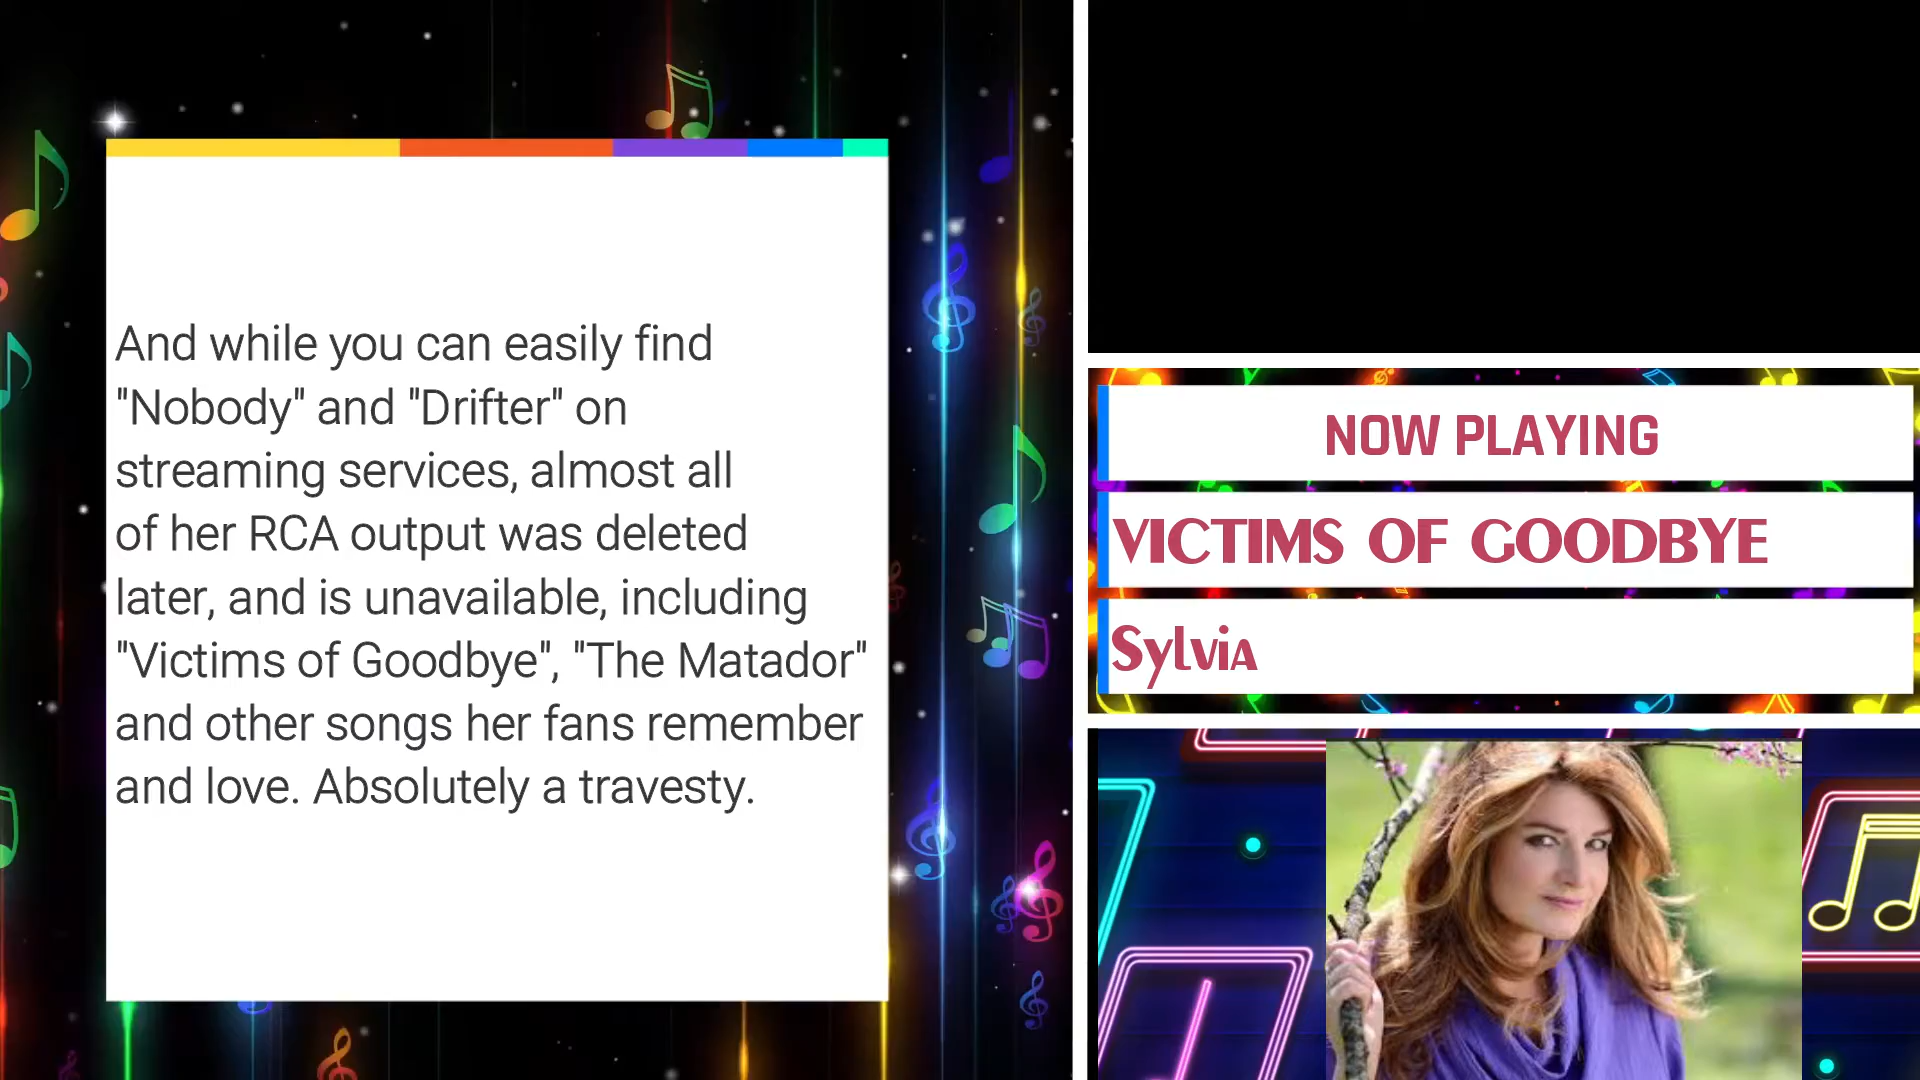 And while you can easily find
"Nobody" and "Drifter" on
streaming services, almost all
of her RCA output was deleted
later, and is unavailable, including
"Victims of Goodbye", "The Matador"
and other songs her fans remember
and love. Absolutely a travesty.
NOW PLAYING
VICTIMS OF GOODBYE
Sylvia